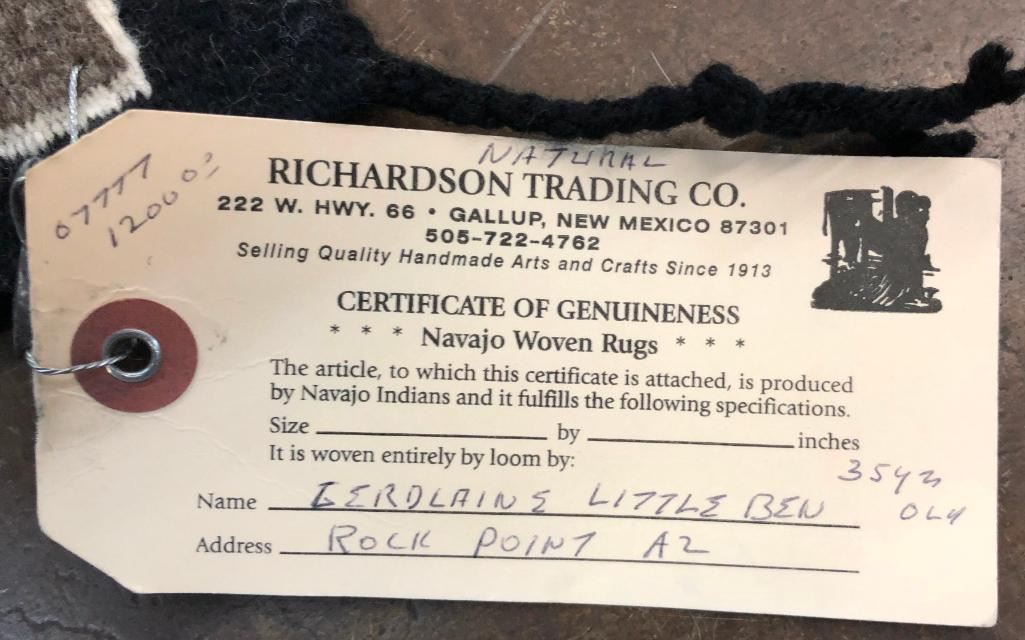 NATURAL
RICHARDSON TRADING CO.
222 W. HWY. 66 • GALLUP, NEW MEXICO 87301
505-722-4762
Selling Quality Handmade Arts and Crafts Since 1913
07777
12000
CERTIFICATE OF GENUINENESS
* * * Navajo Woven Rugs * * *
The article, to which this certificate is attached, is produced
by Navajo Indians and it fulfills the following specifications.
Size by inches
It is woven entirely by loom by:
Name GERDLAINE LITTLE BEN
Address ROCK POINT AZ
35